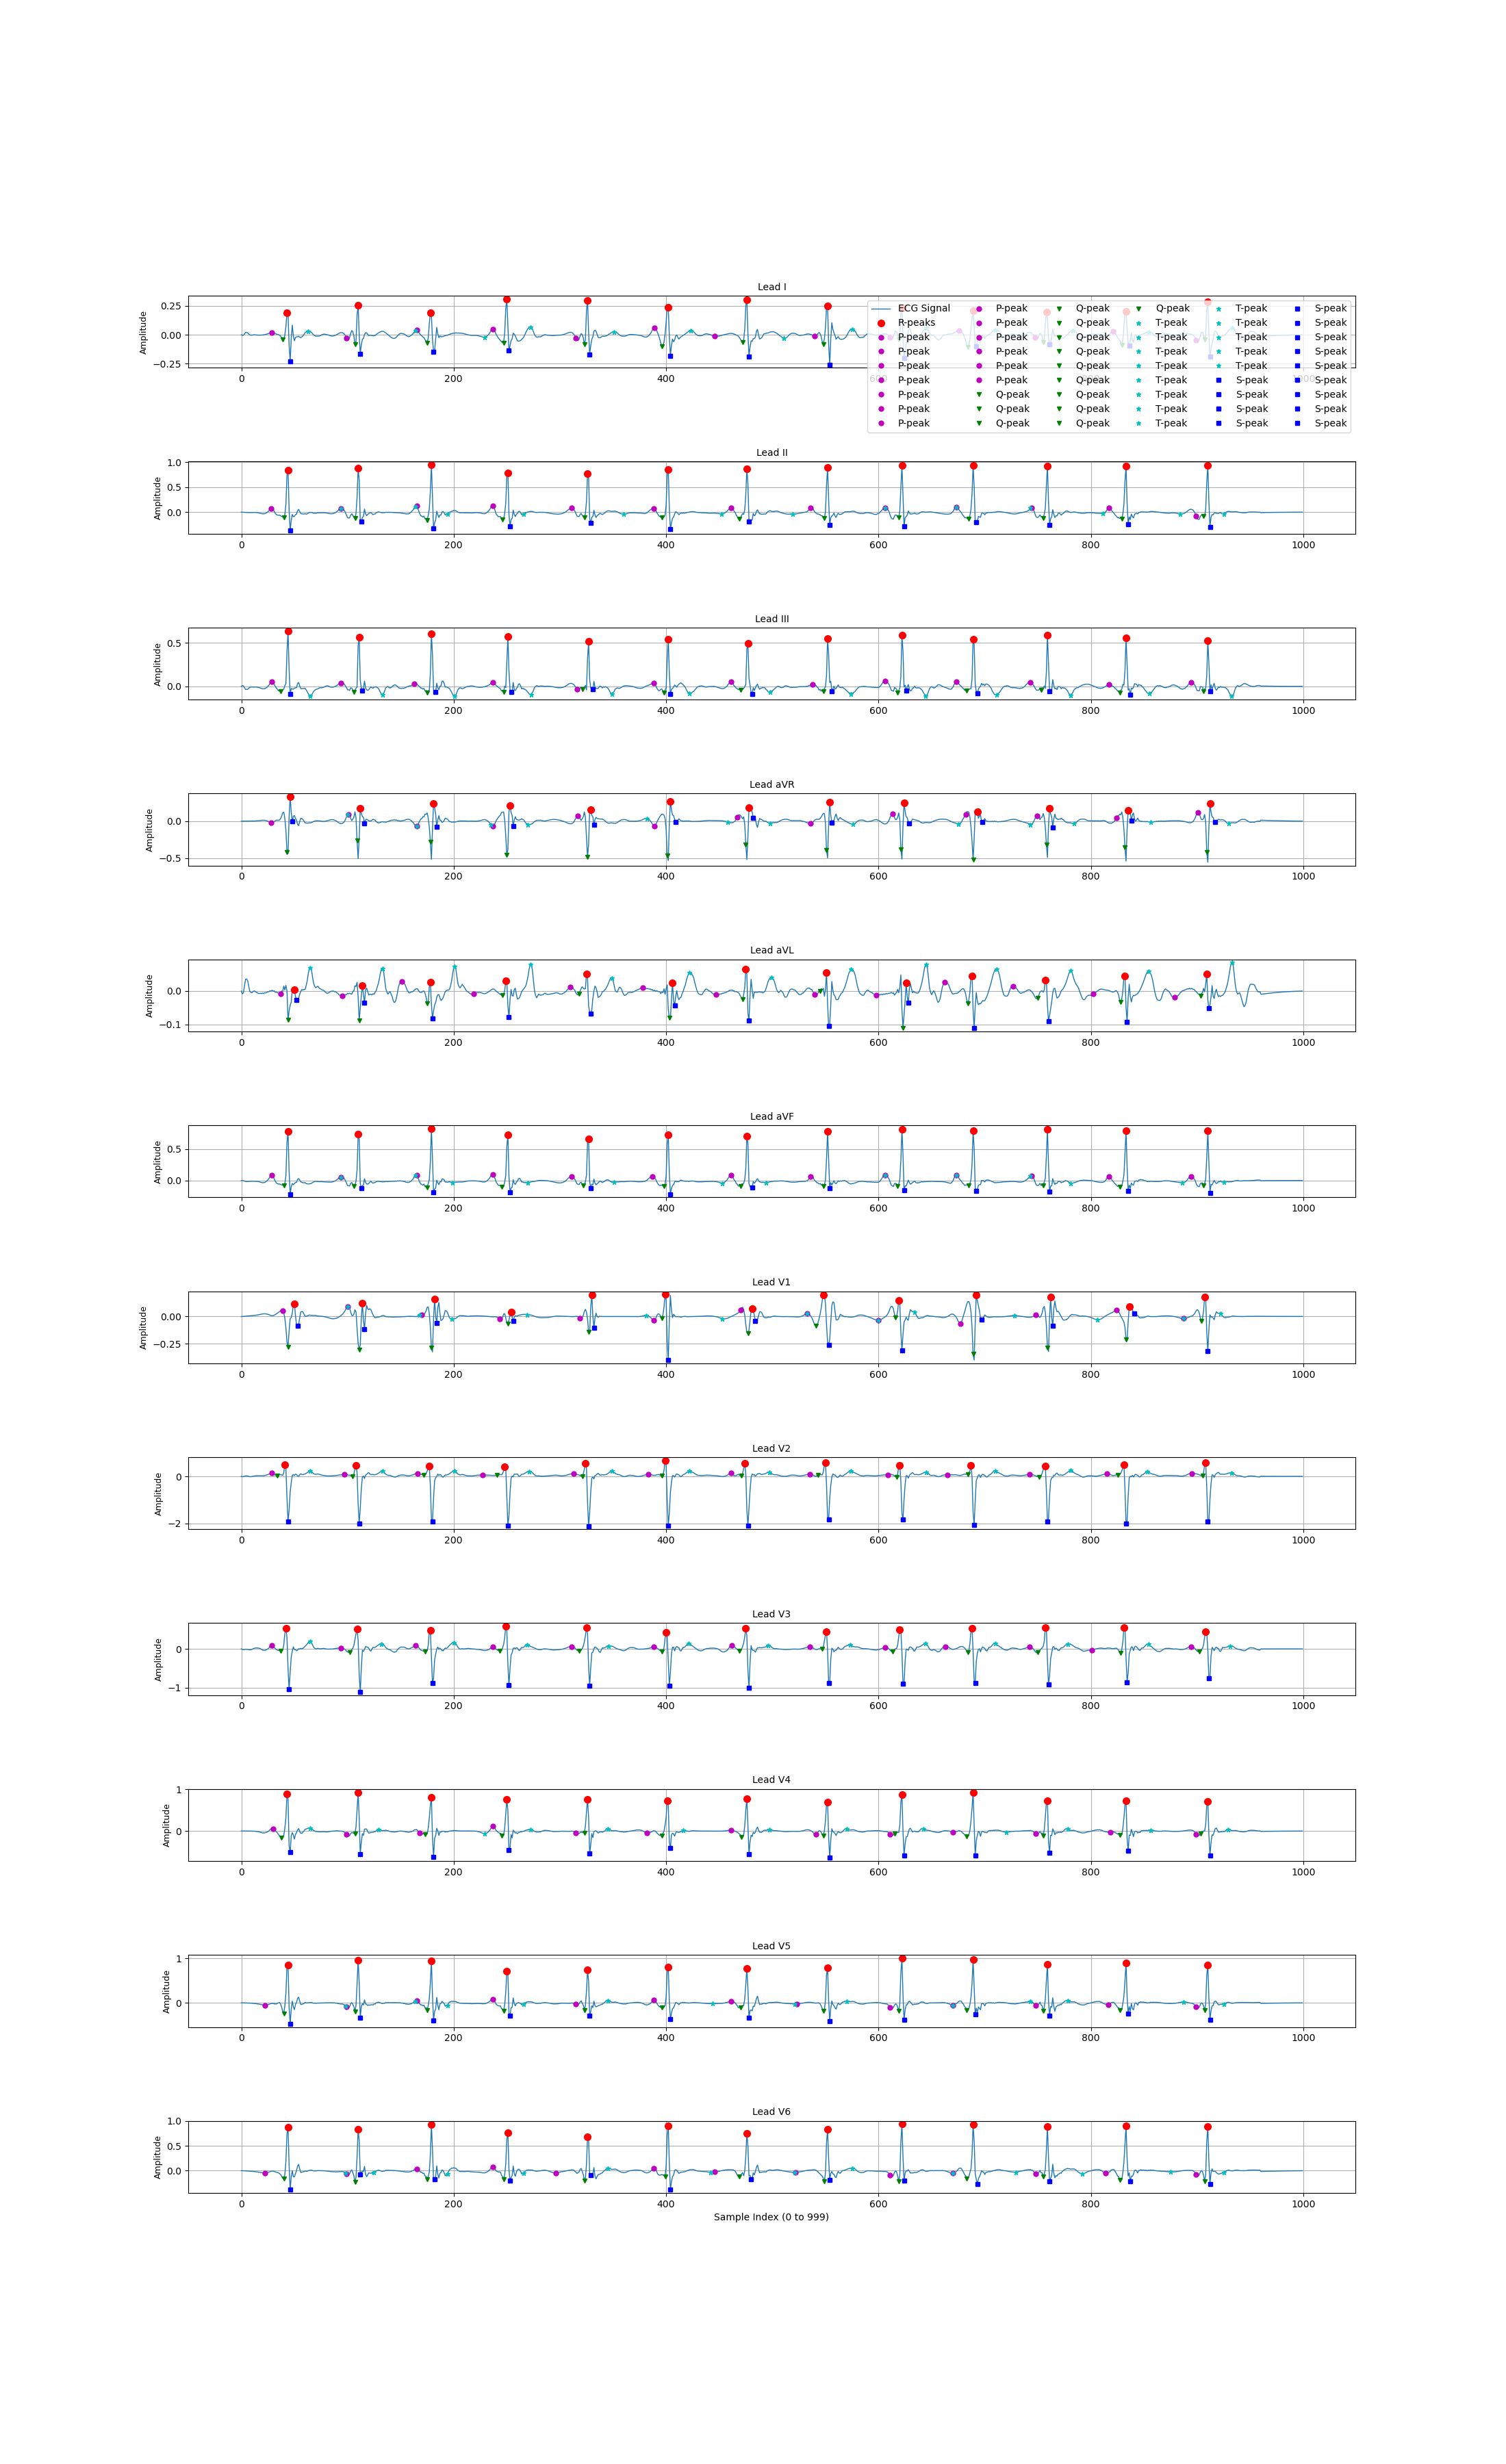 Lead I
Amplitude
0.25
0.00
−0.25
0 200 400 600 800 1000
ECG Signal P-peak Q-peak Q-peak T-peak S-peak
R-peaks P-peak Q-peak T-peak T-peak S-peak
P-peak P-peak Q-peak T-peak T-peak S-peak
P-peak P-peak Q-peak T-peak T-peak S-peak
P-peak P-peak Q-peak T-peak T-peak S-peak
P-peak P-peak Q-peak T-peak S-peak S-peak
P-peak Q-peak Q-peak T-peak S-peak S-peak
P-peak Q-peak Q-peak T-peak S-peak S-peak
P-peak Q-peak Q-peak T-peak S-peak S-peak
Lead II
Amplitude
1.0
0.5
0.0
0 200 400 600 800 1000
Lead III
Amplitude
0.5
0.0
0 200 400 600 800 1000
Lead aVR
Amplitude
0.0
−0.5
0 200 400 600 800 1000
Lead aVL
Amplitude
0.0
−0.1
0 200 400 600 800 1000
Lead aVF
Amplitude
0.5
0.0
0 200 400 600 800 1000
Lead V1
Amplitude
0.00
−0.25
0 200 400 600 800 1000
Lead V2
Amplitude
0
−2
0 200 400 600 800 1000
Lead V3
Amplitude
0
−1
0 200 400 600 800 1000
Lead V4
Amplitude
1
0
0 200 400 600 800 1000
Lead V5
Amplitude
1
0
0 200 400 600 800 1000
Lead V6
Amplitude
1.0
0.5
0.0
0 200 400 600 800 1000
Sample Index (0 to 999)